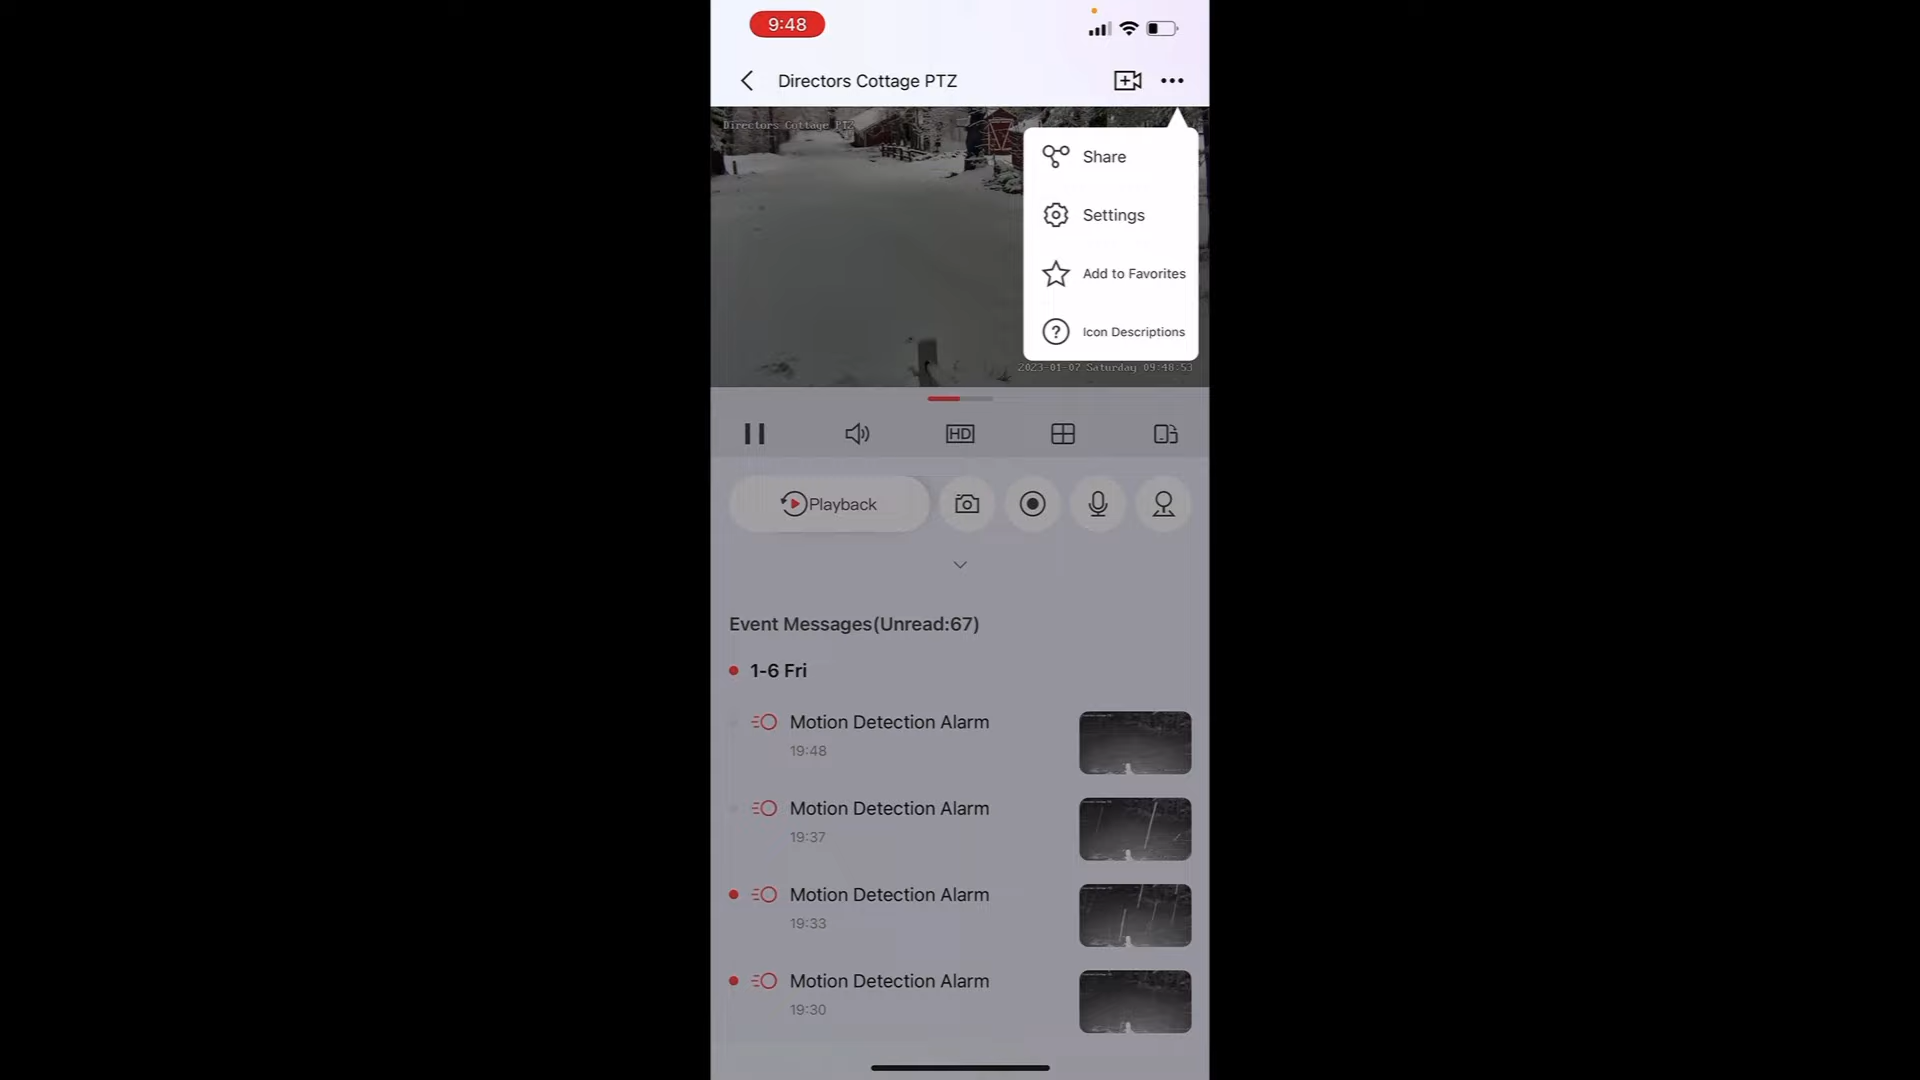 9:48
Directors Cottage PTZ
Directors Cottage PTZ
Share
Settings
Add to Favorites
Icon Descriptions
2023-01-07 Saturday 09:48:53
HD
Playback
Event Messages(Unread:67)
1-6 Fri
Motion Detection Alarm
19:48
Motion Detection Alarm
19:37
Motion Detection Alarm
19:33
Motion Detection Alarm
19:30